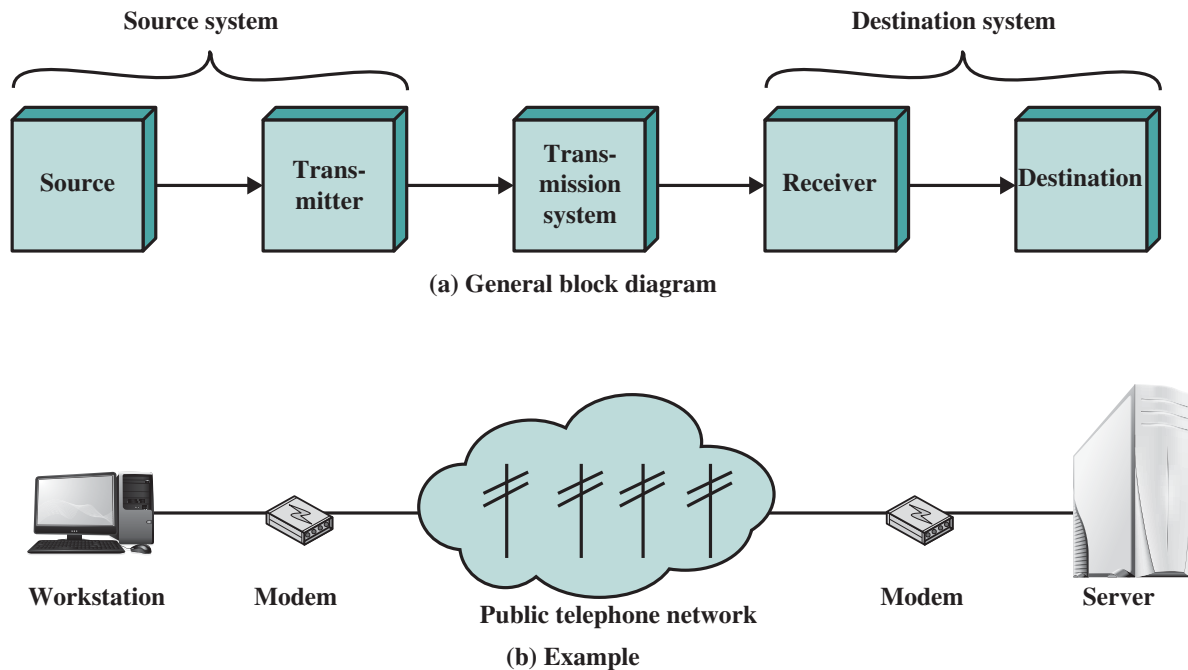 Source system
Destination system
Source
Trans-
mitter
Trans-
mission
system
Receiver
Destination
(a) General block diagram
Workstation
Modem
Public telephone network
Modem
Server
(b) Example